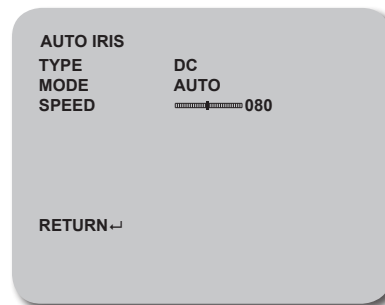 AUTO IRIS
TYPE DC
MODE AUTO
SPEED 080
RETURN↵